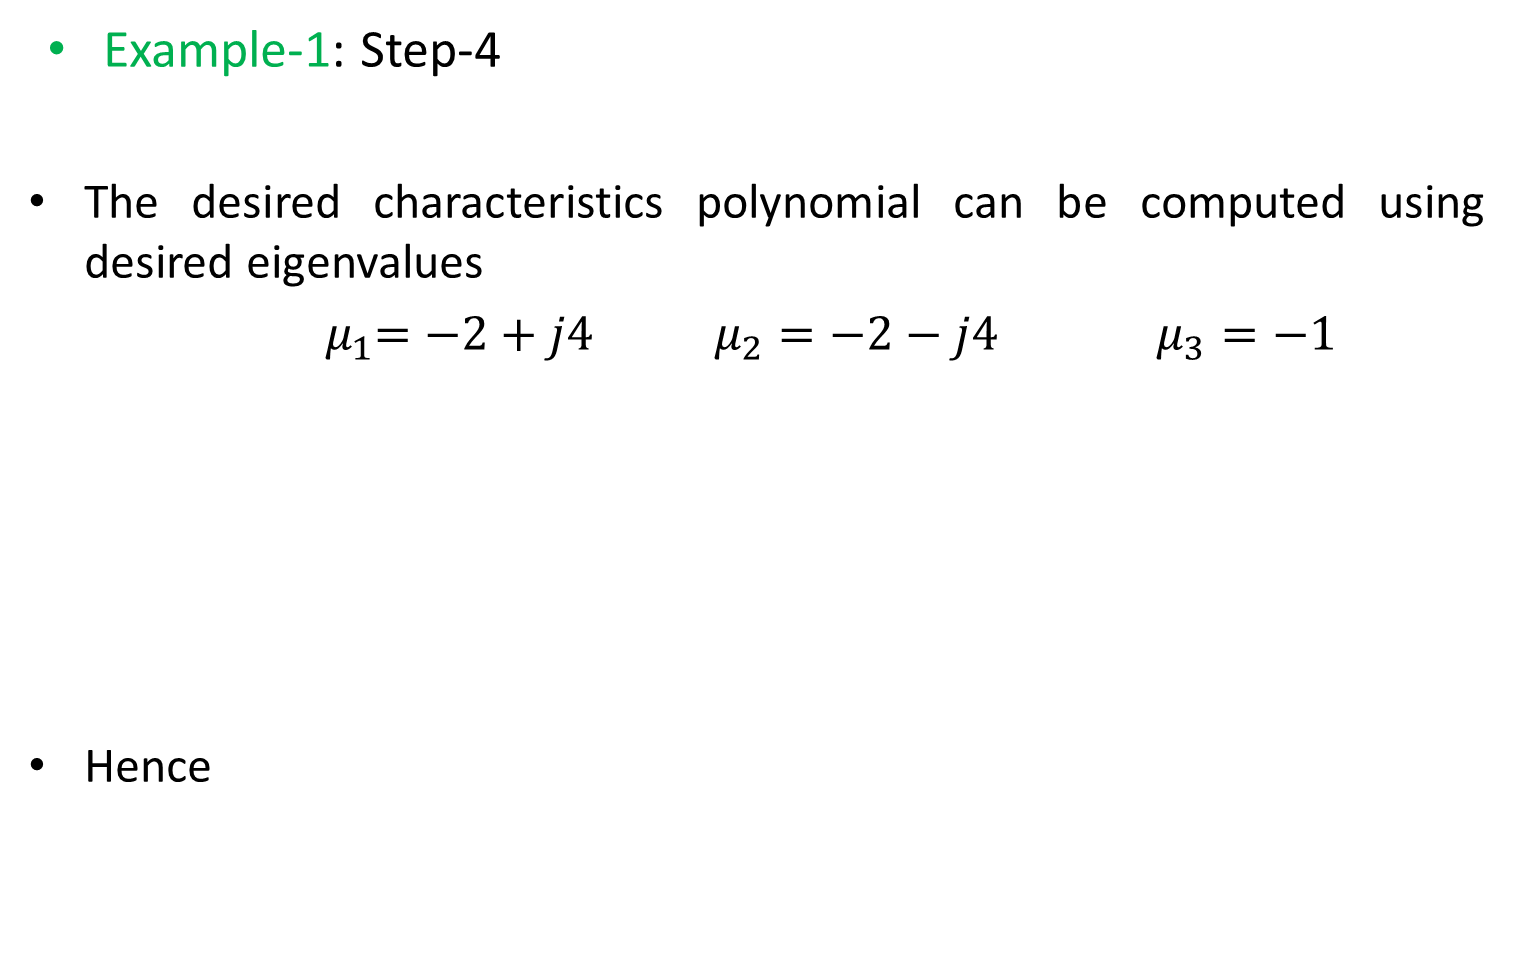 • Example-1: Step-4
• The desired characteristics polynomial can be computed using
desired eigenvalues
μ₁= −2 + j4 μ₂ = −2 − j4 μ₃ = −1
• Hence